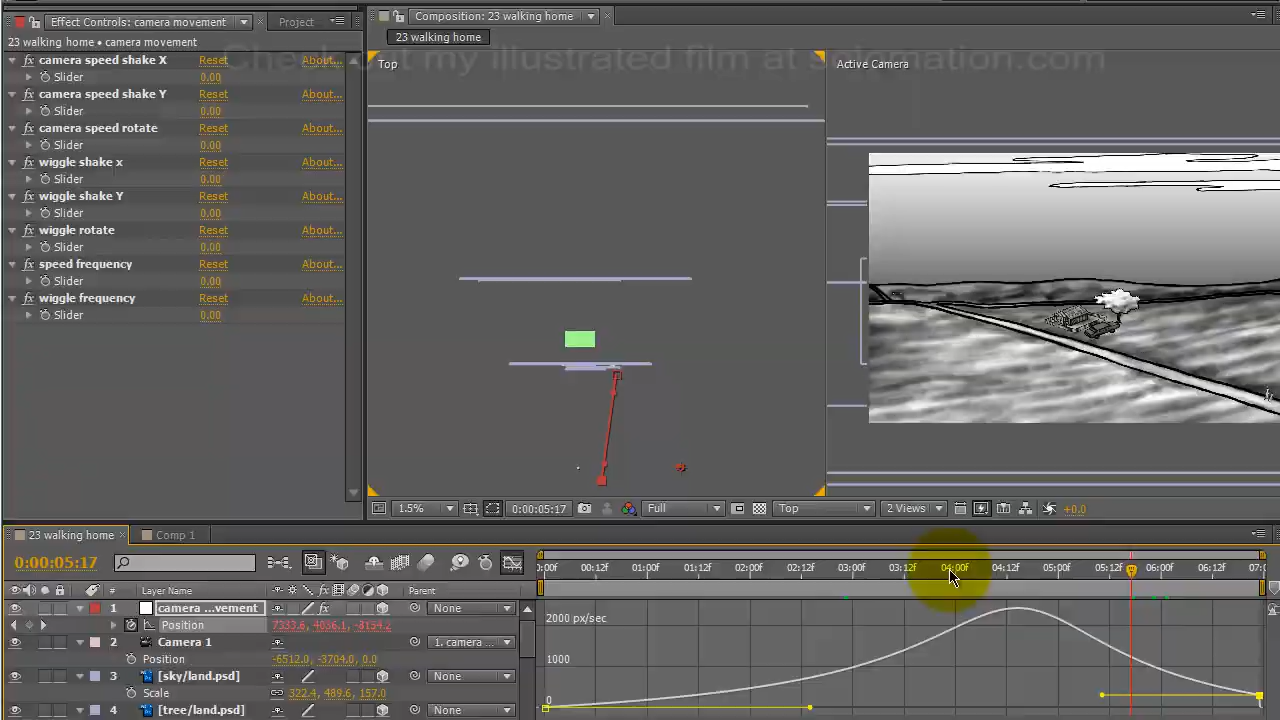 Effect Controls: camera movement
Project
Composition: 23 walking home
23 walking home • camera movement
23 walking home
Check out my illustrated film at
Top
Active Camera
camera speed shake X Reset About...
Slider 0.00
camera speed shake Y Reset About...
Slider 0.00
camera speed rotate Reset About...
Slider 0.00
wiggle shake x Reset About...
Slider 0.00
wiggle shake Y Reset About...
Slider 0.00
wiggle rotate Reset About...
Slider 0.00
speed frequency Reset About...
Slider 0.00
wiggle frequency Reset About...
Slider 0.00
1.5% 0:00:05:17 Full Top 2 Views +0.0
23 walking home
Comp 1
0:00:05:17
0:00f 00:12f 01:00f 01:12f 02:00f 02:12f 03:00f 03:12f 04:00f 04:12f 05:00f 05:12f 06:00f 06:12f 07:0
# Layer Name Parent
1 camera ...vement None
Position 7333.6, 4036.1, -8154.2
2 Camera 1 1. camera ...
Position -6512.0, -3704.0, 0.0
3 [sky/land.psd] None
Scale 322.4, 489.6, 157.0
4 [tree/land.psd] None
2000 px/sec
1000
0